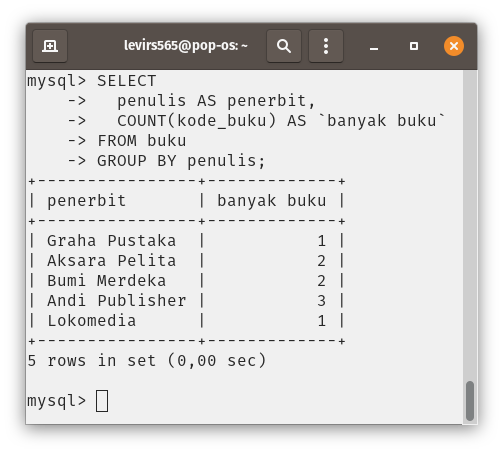 levirs565@pop-os: ~
mysql> SELECT
    ->   penulis AS penerbit,
    ->   COUNT(kode_buku) AS `banyak buku`
    -> FROM buku
    -> GROUP BY penulis;
+----------------+-------------+
| penerbit       | banyak buku |
+----------------+-------------+
| Graha Pustaka  |           1 |
| Aksara Pelita  |           2 |
| Bumi Merdeka   |           2 |
| Andi Publisher |           3 |
| Lokomedia      |           1 |
+----------------+-------------+
5 rows in set (0,00 sec)
mysql>